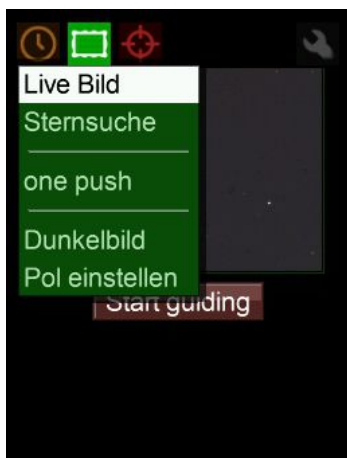 Live Bild
Sternsuche
one push
Dunkelbild
Pol einstellen
Start guiding